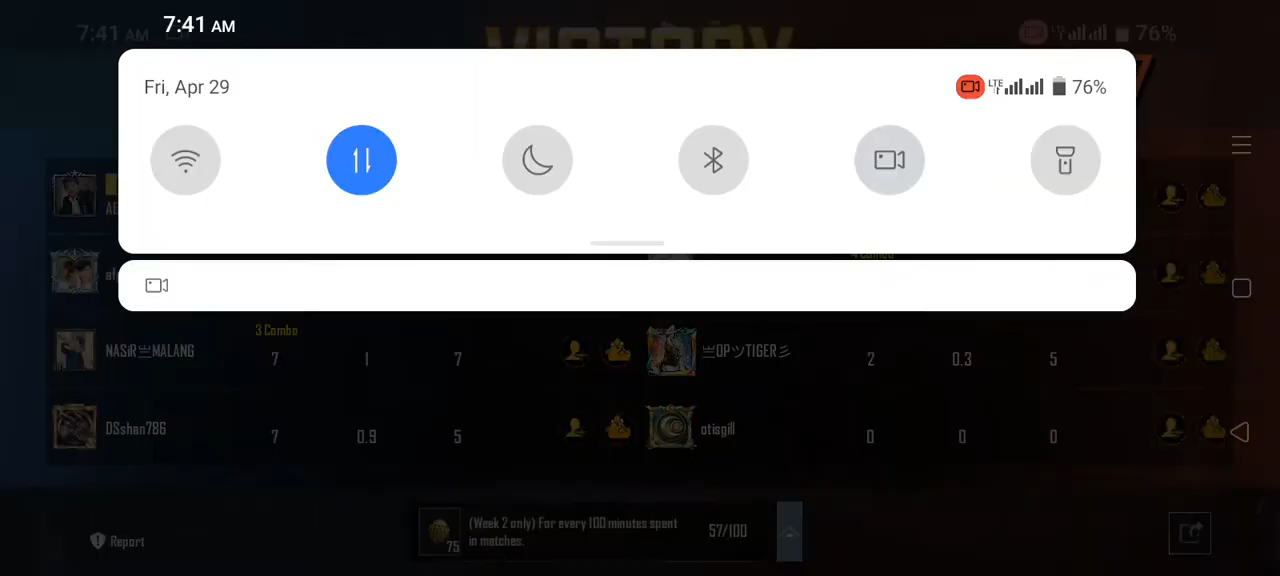 7:41 AM
7:41 AM
VICTORY
76%
Fri, Apr 29
LTE
76%
3 Combo
NASiR亗MALANG
7
1
7
亗OPツTIGER彡
2
0.3
5
DSshan786
7
0.9
5
otisgill
0
0
0
75
(Week 2 only) For every 100 minutes spent
in matches.
57/100
Report